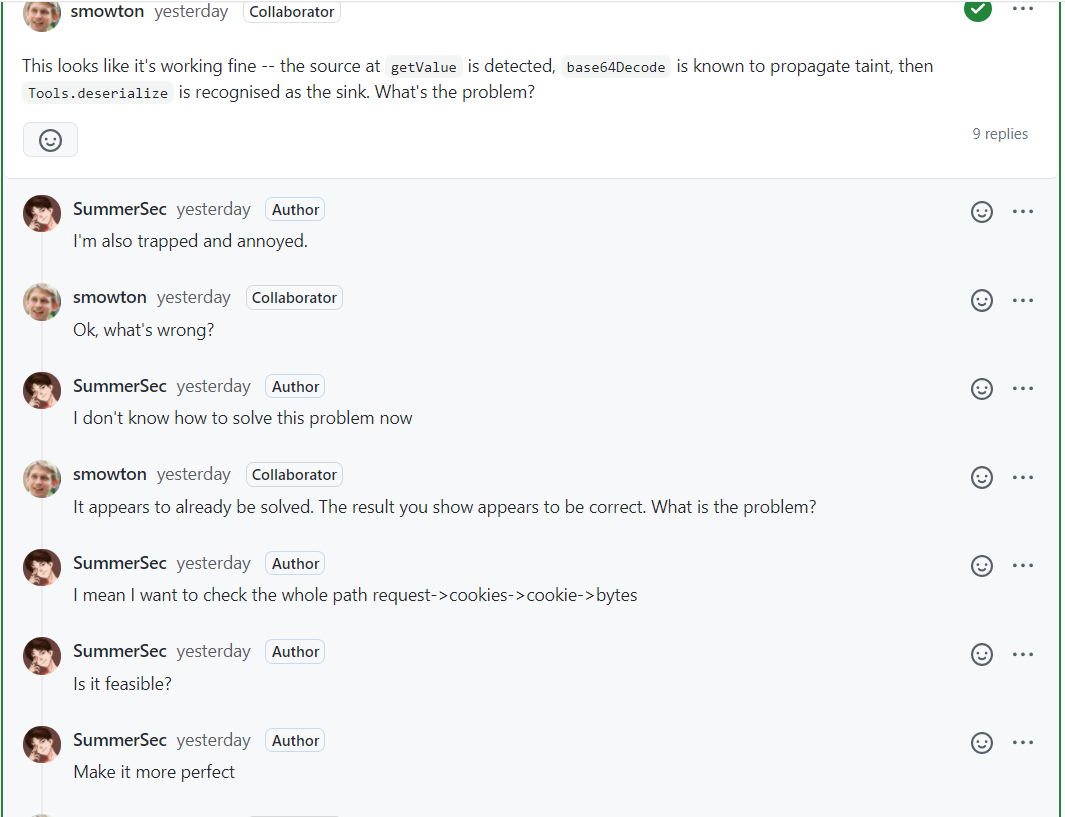 smowton yesterday Collaborator
This looks like it's working fine -- the source at getValue is detected, base64Decode is known to propagate taint, then
Tools.deserialize is recognised as the sink. What's the problem?
9 replies
SummerSec yesterday Author
I'm also trapped and annoyed.
smowton yesterday Collaborator
Ok, what's wrong?
SummerSec yesterday Author
I don't know how to solve this problem now
smowton yesterday Collaborator
It appears to already be solved. The result you show appears to be correct. What is the problem?
SummerSec yesterday Author
I mean I want to check the whole path request->cookies->cookie->bytes
SummerSec yesterday Author
Is it feasible?
SummerSec yesterday Author
Make it more perfect